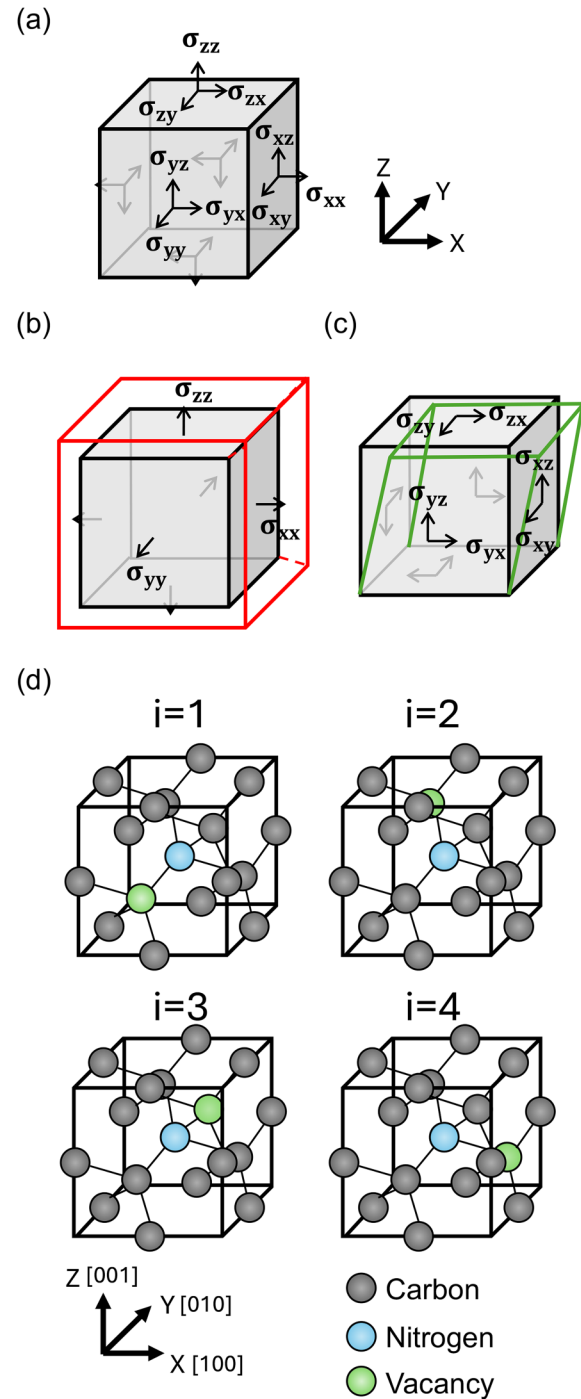 (a)
σzz
σzx
σzy
σxz
σyz
σxx
σyx
σxy
σyy
Z
Y
X
(b)
(c)
σzz
σxx
σyy
σzy
σzx
σxz
σyz
σxy
σyx
(d)
i=1
i=2
i=3
i=4
Z [001]
Y [010]
X [100]
Carbon
Nitrogen
Vacancy